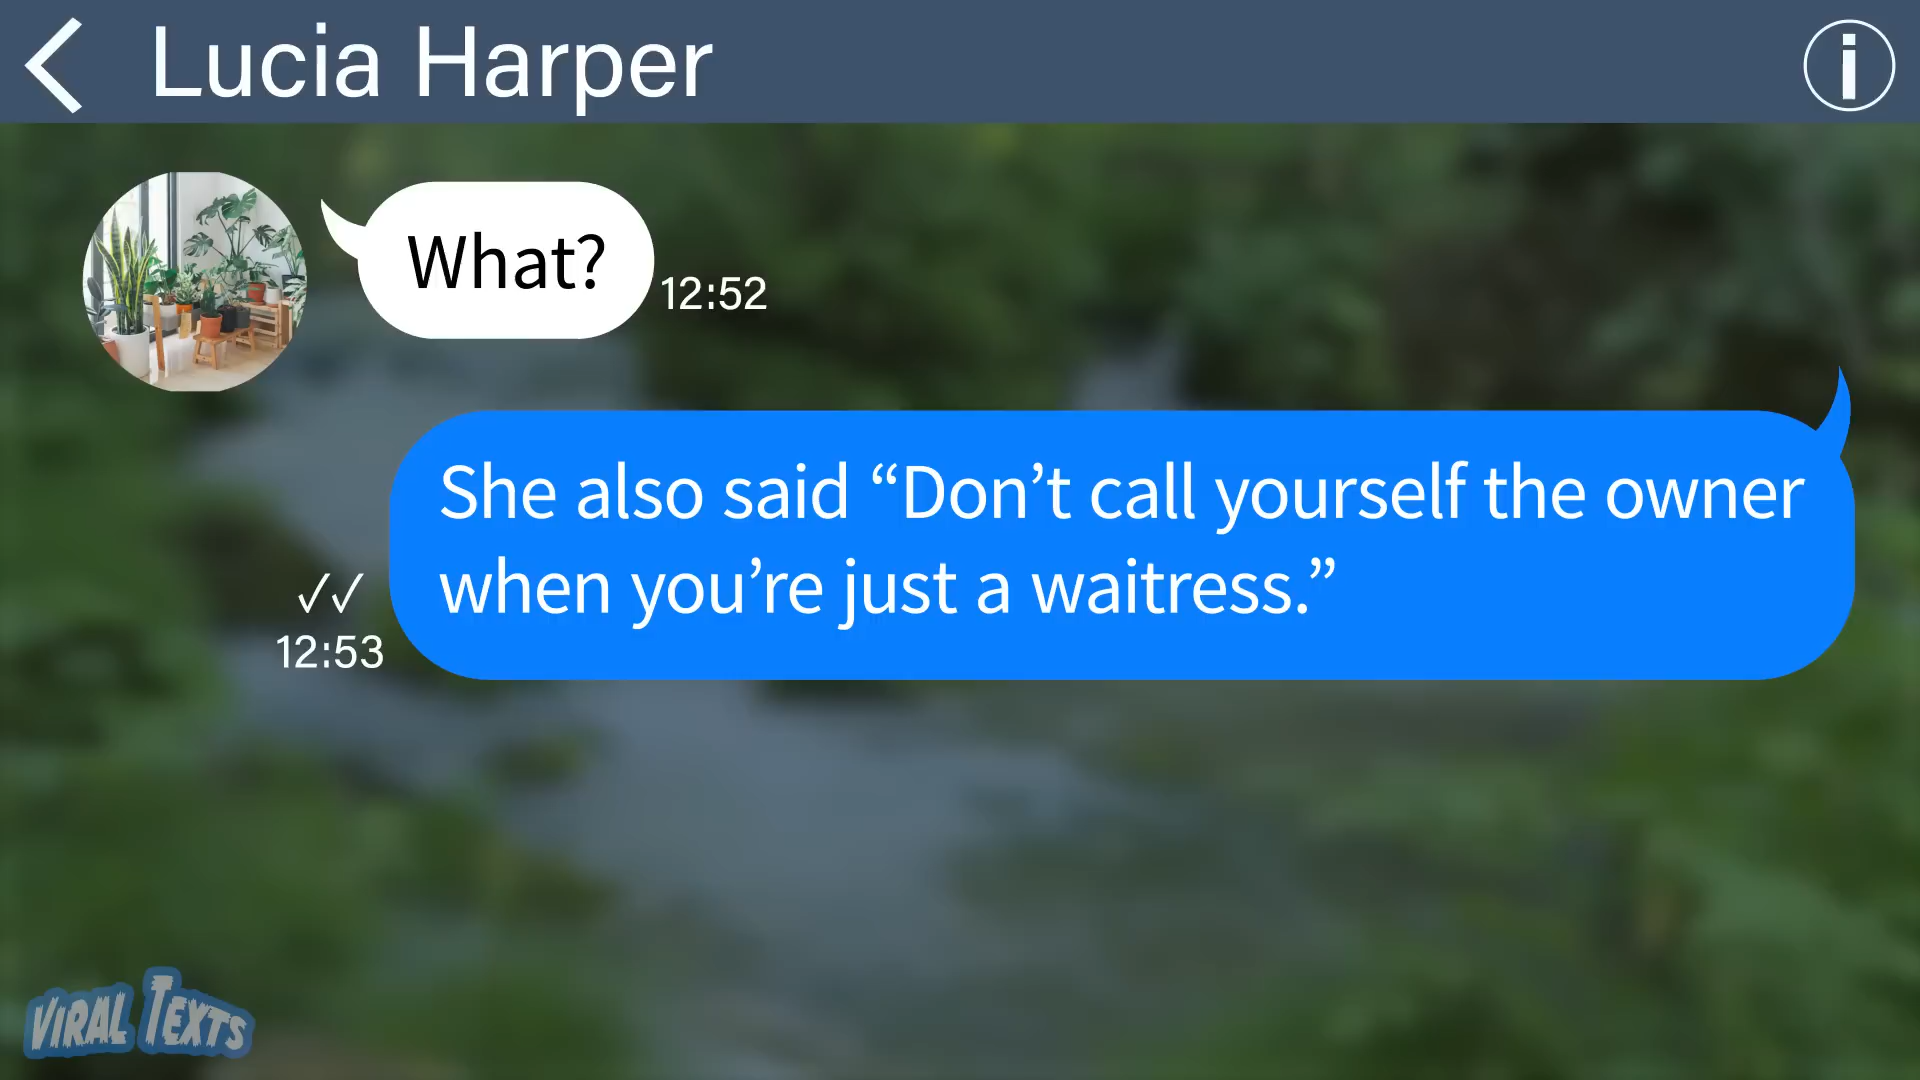 Lucia Harper
What?
12:52
She also said “Don’t call yourself the owner
when you’re just a waitress.”
12:53
VIRAL TEXTS